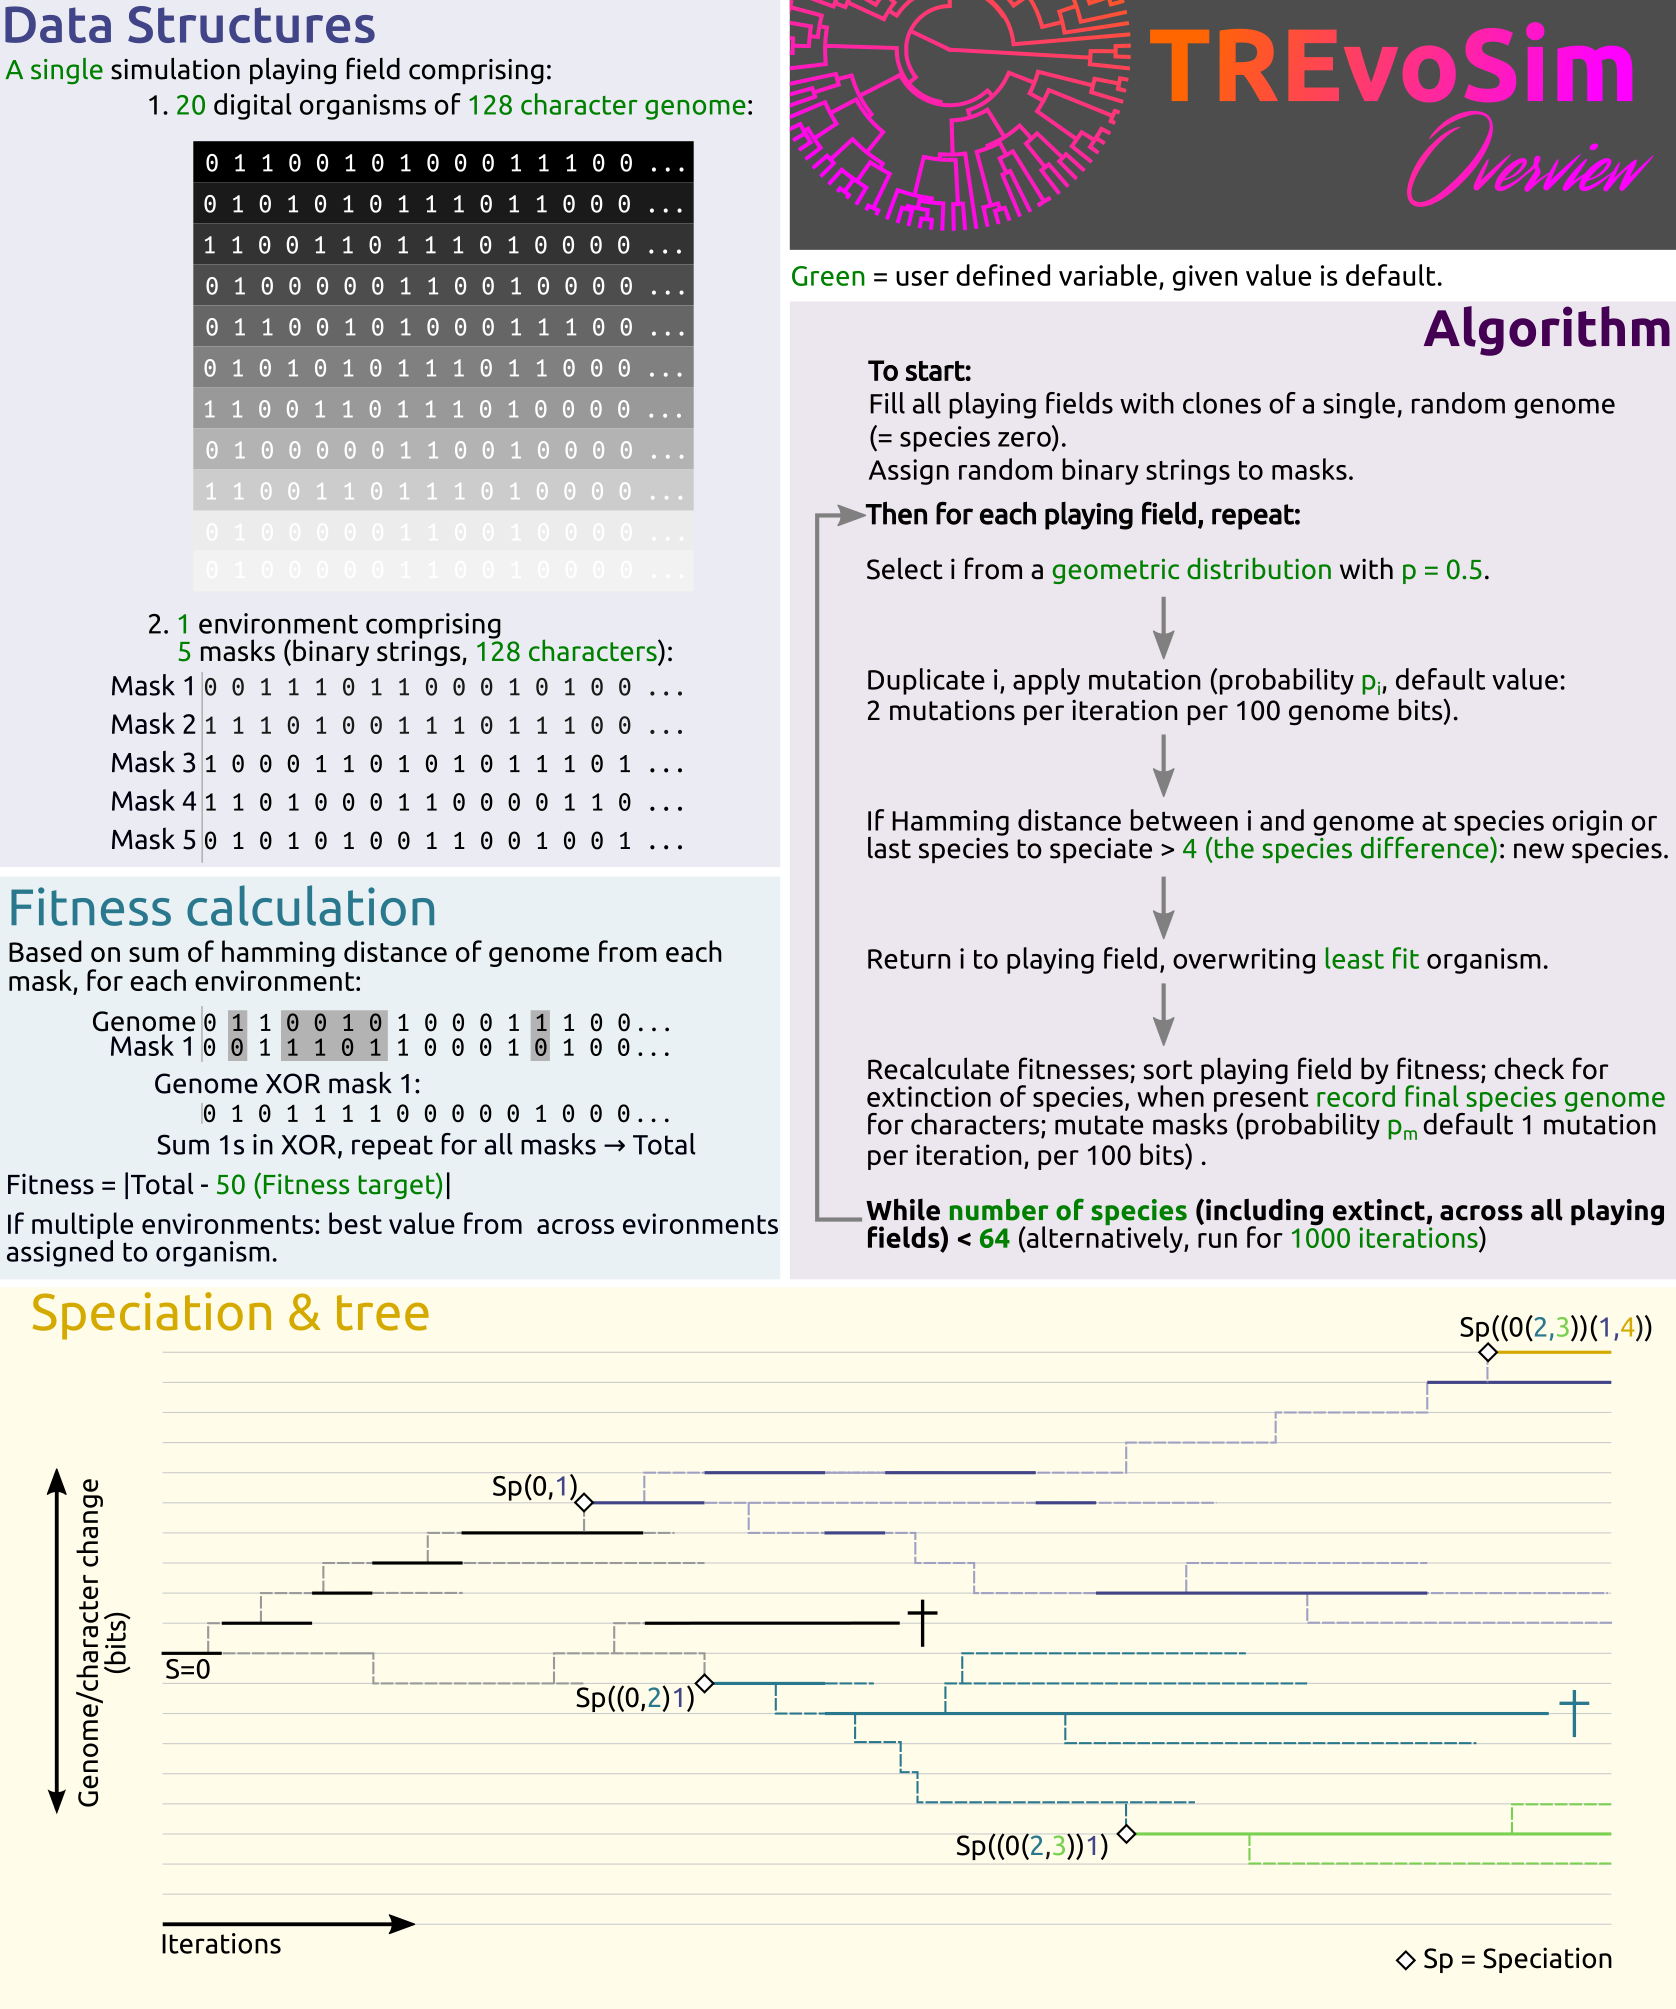 Data Structures
A single simulation playing field comprising:
1. 20 digital organisms of 128 character genome:
0 1 1 0 0 1 0 1 0 0 0 1 1 1 0 0 ...
0 1 0 1 0 1 0 1 1 1 0 1 1 0 0 0 ...
1 1 0 0 1 1 0 1 1 1 0 1 0 0 0 0 ...
0 1 0 0 0 0 0 1 1 0 0 1 0 0 0 0 ...
0 1 1 0 0 1 0 1 0 0 0 1 1 1 0 0 ...
0 1 0 1 0 1 0 1 1 1 0 1 1 0 0 0 ...
1 1 0 0 1 1 0 1 1 1 0 1 0 0 0 0 ...
0 1 0 0 0 0 0 1 1 0 0 1 0 0 0 0 ...
1 1 0 0 1 1 0 1 1 1 0 1 0 0 0 0 ...
0 1 0 0 0 0 0 1 1 0 0 1 0 0 0 0 ...
0 1 0 0 0 0 0 1 1 0 0 1 0 0 0 0 ...
2. 1 environment comprising
5 masks (binary strings, 128 characters):
Mask 1 0 0 1 1 1 0 1 1 0 0 0 1 0 1 0 0 ...
Mask 2 1 1 1 0 1 0 0 1 1 1 0 1 1 1 0 0 ...
Mask 3 1 0 0 0 1 1 0 1 0 1 0 1 1 1 0 1 ...
Mask 4 1 1 0 1 0 0 0 1 1 0 0 0 0 1 1 0 ...
Mask 5 0 1 0 1 0 1 0 0 1 1 0 0 1 0 0 1 ...
Fitness calculation
Based on sum of hamming distance of genome from each
mask, for each environment:
Genome 0 1 1 0 0 1 0 1 0 0 0 1 1 1 0 0...
Mask 1 0 0 1 1 1 0 1 1 0 0 0 1 0 1 0 0...
Genome XOR mask 1:
0 1 0 1 1 1 1 0 0 0 0 0 1 0 0 0...
Sum 1s in XOR, repeat for all masks → Total
Fitness = |Total - 50 (Fitness target)|
If multiple environments: best value from across evironments
assigned to organism.
TREvoSim
Overview
Green = user defined variable, given value is default.
Algorithm
To start:
Fill all playing fields with clones of a single, random genome
(= species zero).
Assign random binary strings to masks.
Then for each playing field, repeat:
Select i from a geometric distribution with p = 0.5.
Duplicate i, apply mutation (probability pᵢ, default value:
2 mutations per iteration per 100 genome bits).
If Hamming distance between i and genome at species origin or
last species to speciate > 4 (the species difference): new species.
Return i to playing field, overwriting least fit organism.
Recalculate fitnesses; sort playing field by fitness; check for
extinction of species, when present record final species genome
for characters; mutate masks (probability pₘ default 1 mutation
per iteration, per 100 bits) .
While number of species (including extinct, across all playing
fields) < 64 (alternatively, run for 1000 iterations)
Speciation & tree
Sp((0(2,3))(1,4))
Sp(0,1)
S=0
Sp((0,2)1)
Sp((0(2,3))1)
Genome/character change
(bits)
Iterations
Sp = Speciation